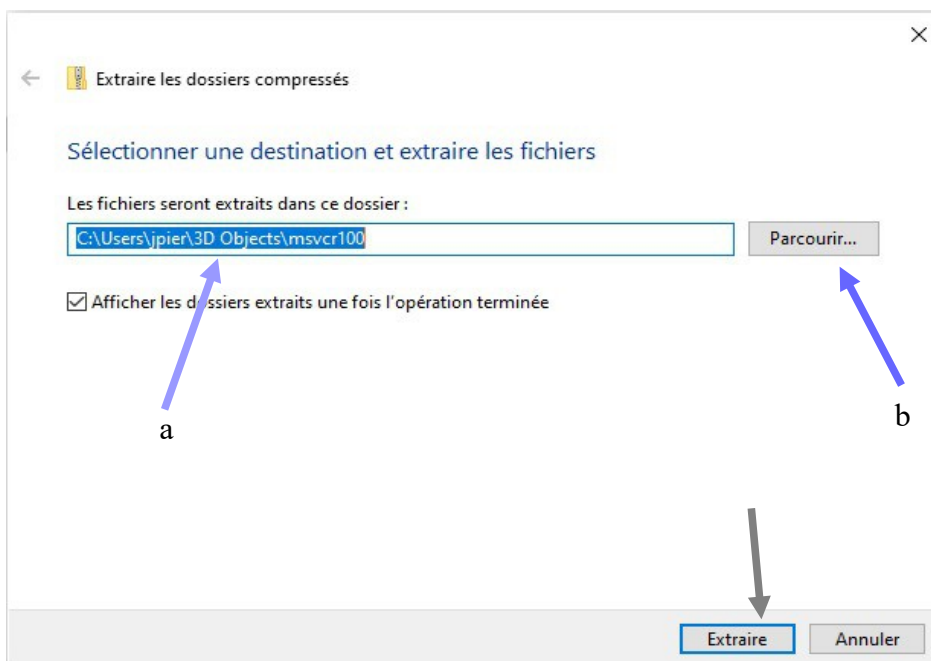 Extraire les dossiers compressés
Sélectionner une destination et extraire les fichiers
Les fichiers seront extraits dans ce dossier :
C:\Users\jpier\3D Objects\msvcr100
Parcourir...
Afficher les dossiers extraits une fois l'opération terminée
a
b
Extraire
Annuler